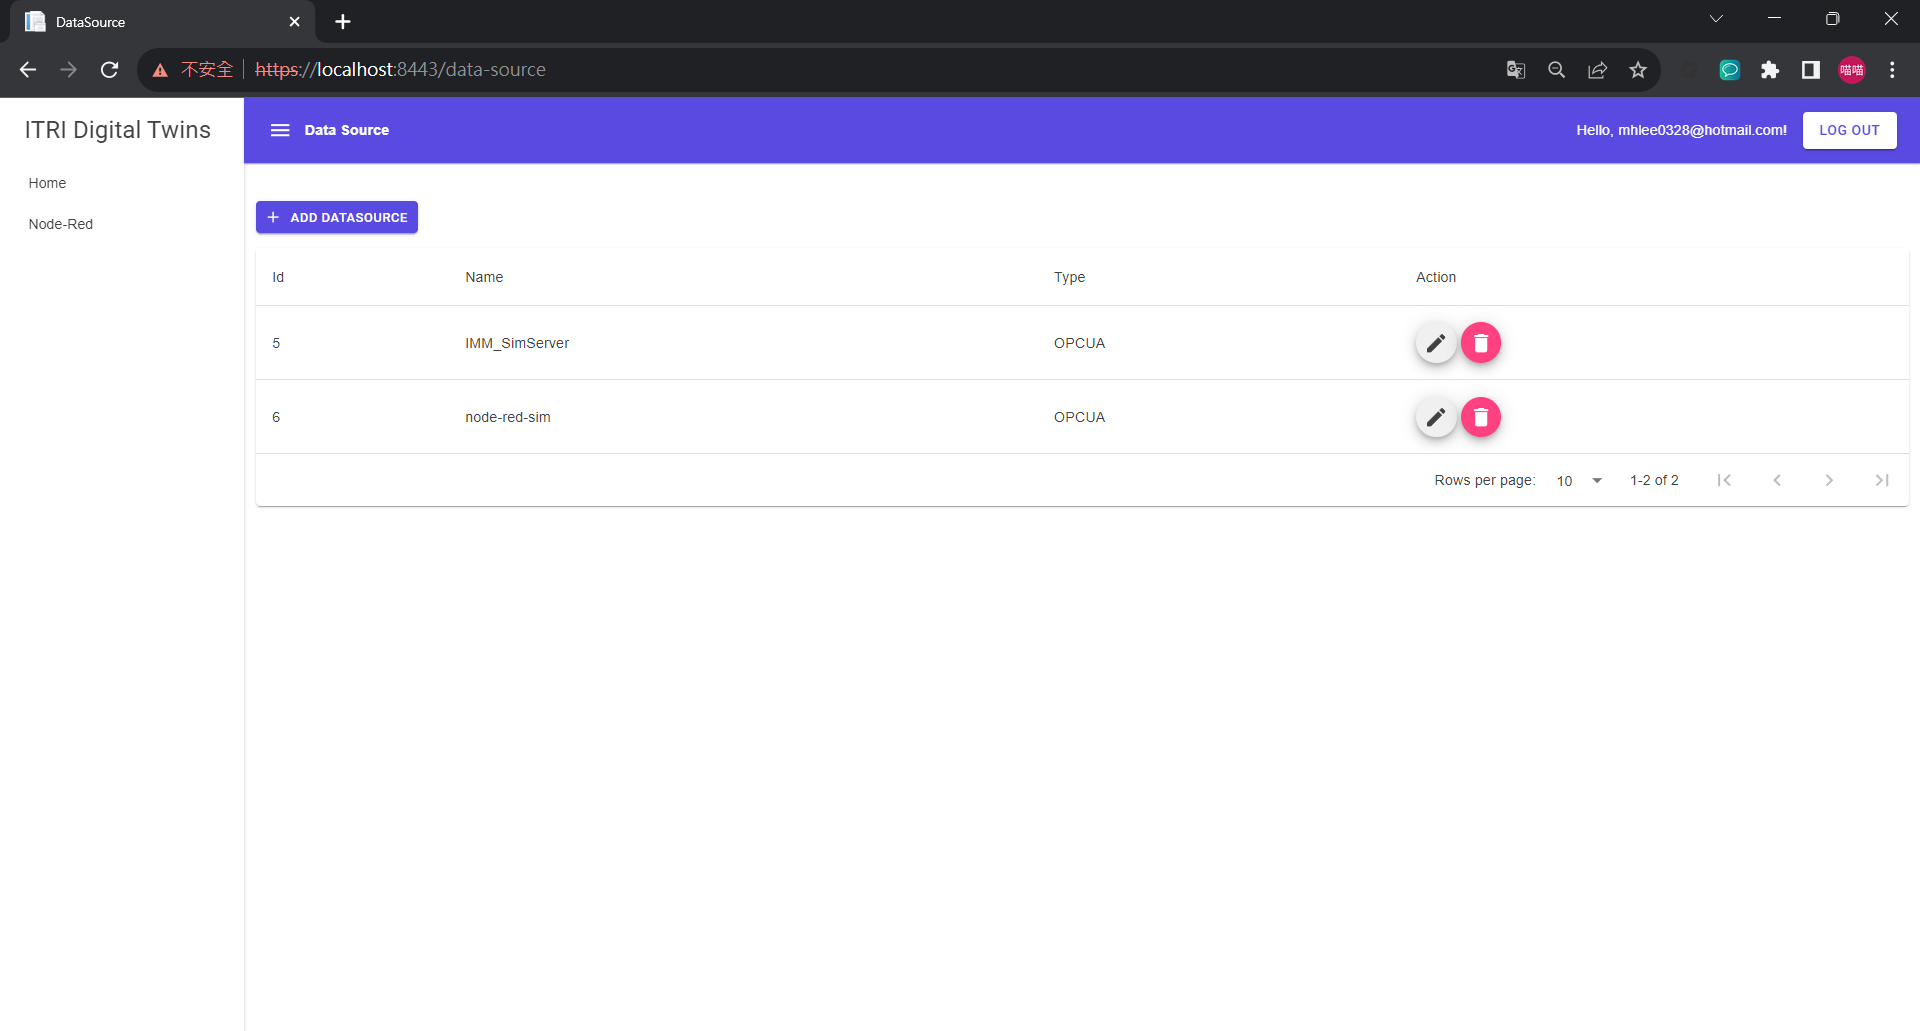 DataSource
不安全 https://localhost:8443/data-source
喵喵
ITRI Digital Twins
Data Source
Hello, mhlee0328@hotmail.com!
LOG OUT
Home
Node-Red
ADD DATASOURCE
Id Name Type Action
5 IMM_SimServer OPCUA
6 node-red-sim OPCUA
Rows per page: 10 1-2 of 2